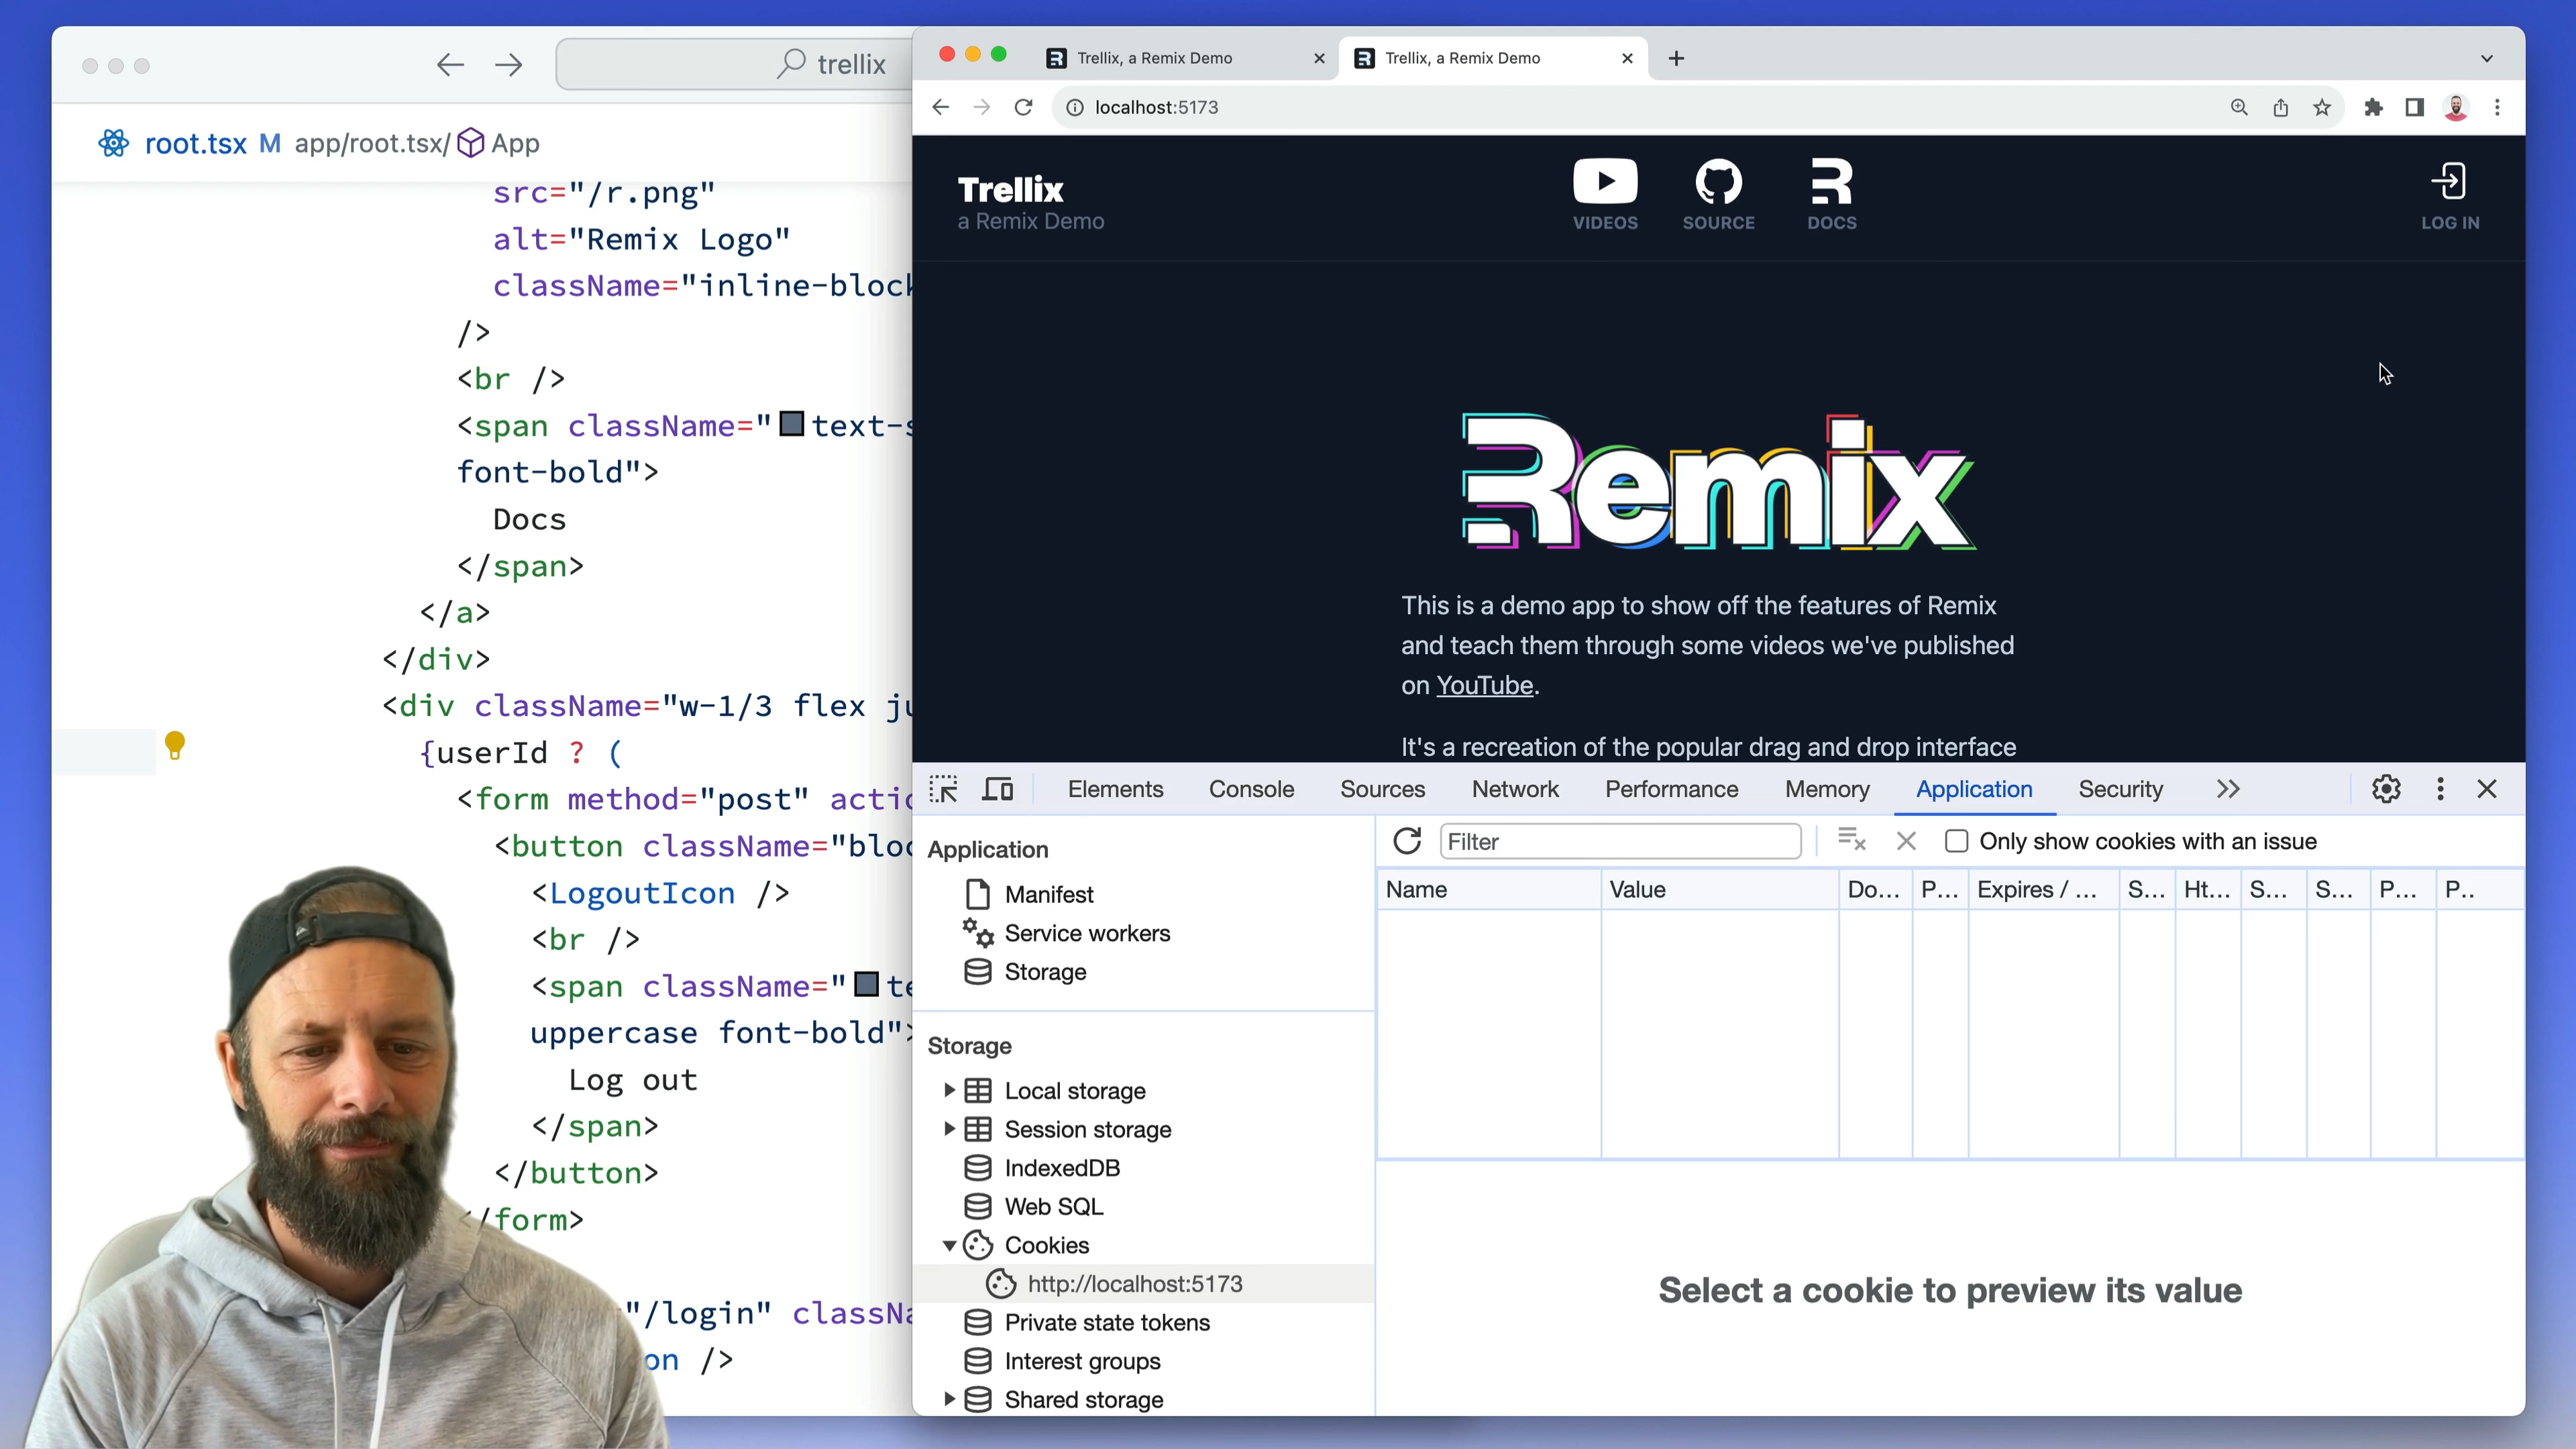 trellix
root.tsx M app/root.tsx/ App
src="/r.png"
alt="Remix Logo"
className="inline-block
/>
<br />
<span className="text-s
font-bold">
Docs
</span>
</a>
</div>
<div className="w-1/3 flex ju
{userId ? (
<form method="post" actio
<button className="bloc
<LogoutIcon />
<br />
<span className="te
uppercase font-bold">
Log out
</span>
</button>
</form>
"/login" classNa
on />
Trellix, a Remix Demo
Trellix, a Remix Demo
localhost:5173
Trellix
a Remix Demo
VIDEOS
SOURCE
DOCS
LOG IN
Remix
This is a demo app to show off the features of Remix
and teach them through some videos we've published
on YouTube.
It's a recreation of the popular drag and drop interface
Elements Console Sources Network Performance Memory Application Security
Application
Manifest
Service workers
Storage
Storage
Local storage
Session storage
IndexedDB
Web SQL
Cookies
http://localhost:5173
Private state tokens
Interest groups
Shared storage
Filter
Only show cookies with an issue
Name Value Do... P... Expires / ... S... Ht... S... S... P... P..
Select a cookie to preview its value